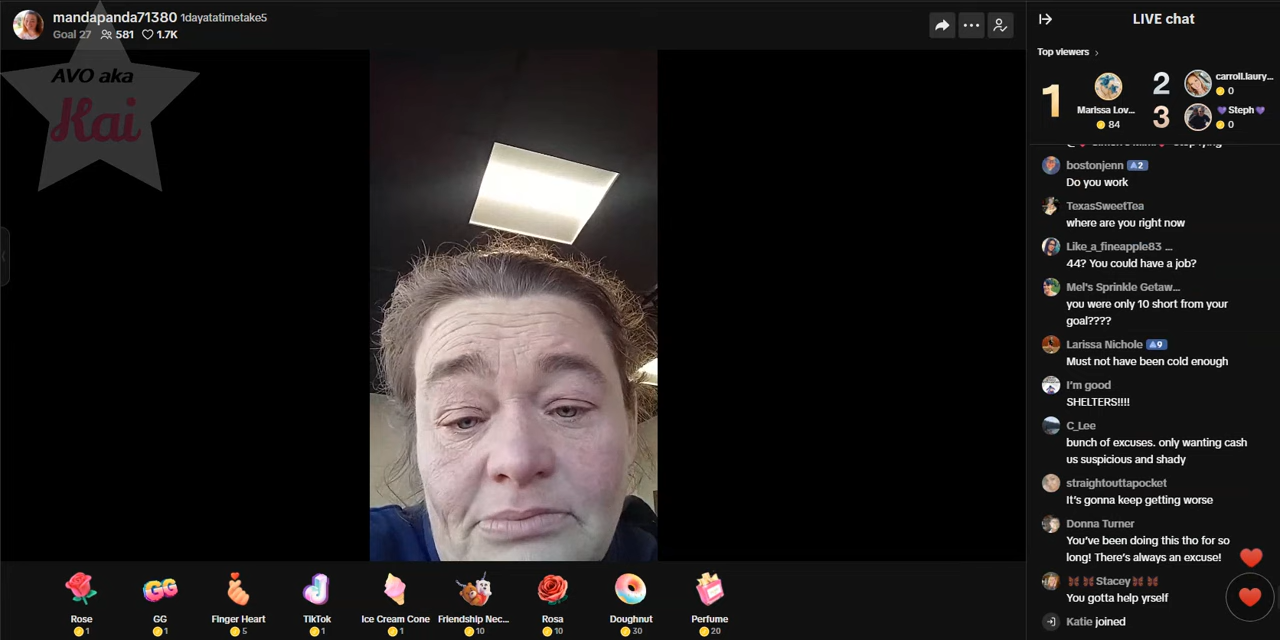 mandapanda71380 1dayatatimetake5
Goal 27 581 1.7K
AVO aka
Kai
LIVE chat
Top viewers >
1 Marissa Lov... 84
2 carroll.laury... 0
3 Steph 0
bostonjenn 2
Do you work
TexasSweetTea
where are you right now
Like_a_fineapple83 ...
44? You could have a job?
Mel's Sprinkle Getaw...
you were only 10 short from your
goal????
Larissa Nichole 9
Must not have been cold enough
I'm good
SHELTERS!!!!
C_Lee
bunch of excuses. only wanting cash
us suspicious and shady
straightouttapocket
It's gonna keep getting worse
Donna Turner
You've been doing this tho for so
long! There's always an excuse!
Stacey
You gotta help yrself
Katie joined
GG
Rose GG Finger Heart TikTok Ice Cream Cone Friendship Nec... Rosa Doughnut Perfume
1 1 5 1 1 10 10 30 20